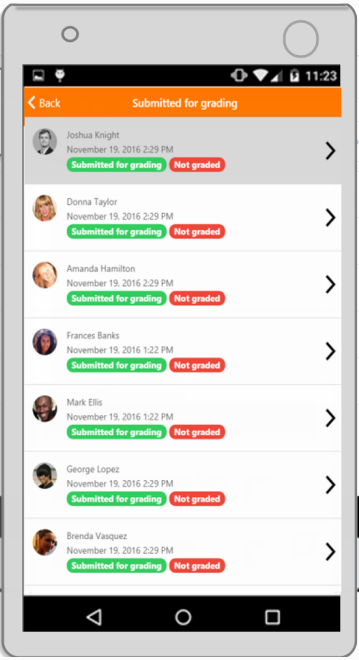 11:23
Back Submitted for grading
Joshua Knight
November 19, 2016 2:29 PM
Submitted for grading Not graded
Donna Taylor
November 19, 2016 2:29 PM
Submitted for grading Not graded
Amanda Hamilton
November 19, 2016 2:29 PM
Submitted for grading Not graded
Frances Banks
November 19, 2016 1:22 PM
Submitted for grading Not graded
Mark Ellis
November 19, 2016 1:22 PM
Submitted for grading Not graded
George Lopez
November 19, 2016 2:29 PM
Submitted for grading Not graded
Brenda Vasquez
November 19, 2016 2:29 PM
Submitted for grading Not graded